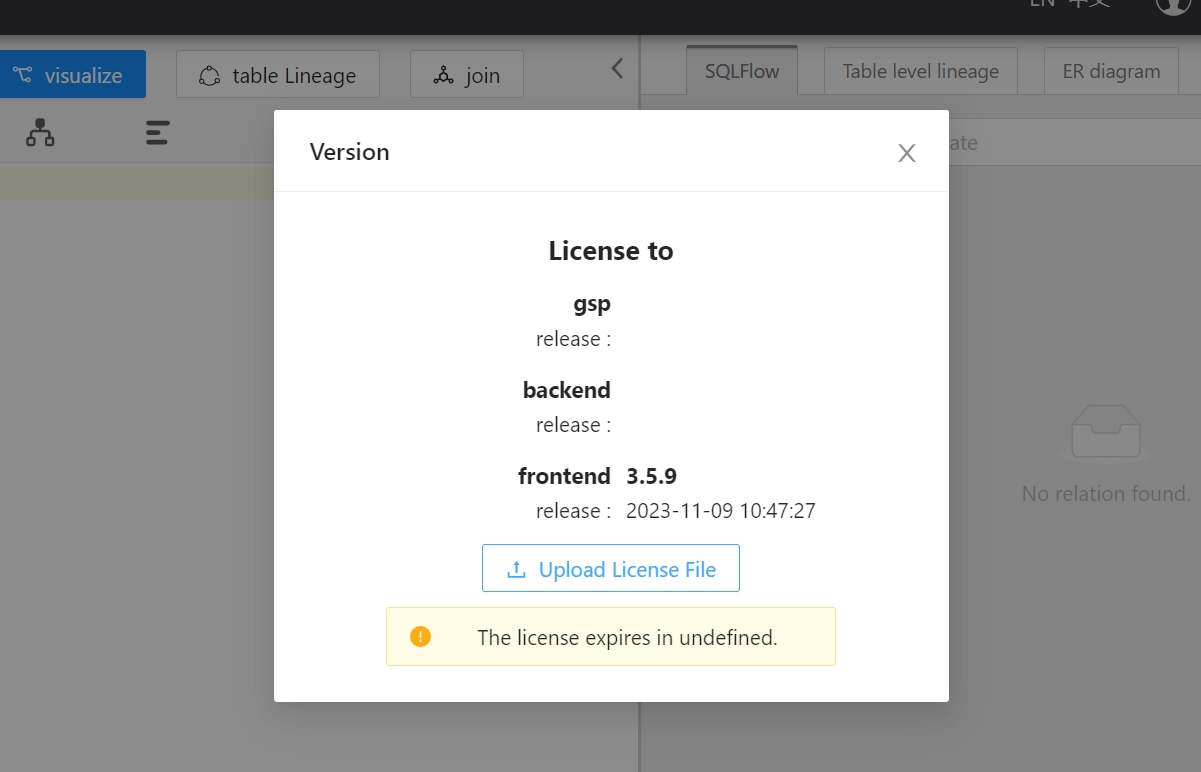 EN 中文
visualize
table Lineage
join
SQLFlow
Table level lineage
ER diagram
Version
License to
gsp
release :
backend
release :
frontend 3.5.9
release : 2023-11-09 10:47:27
Upload License File
The license expires in undefined.
ate
No relation found.